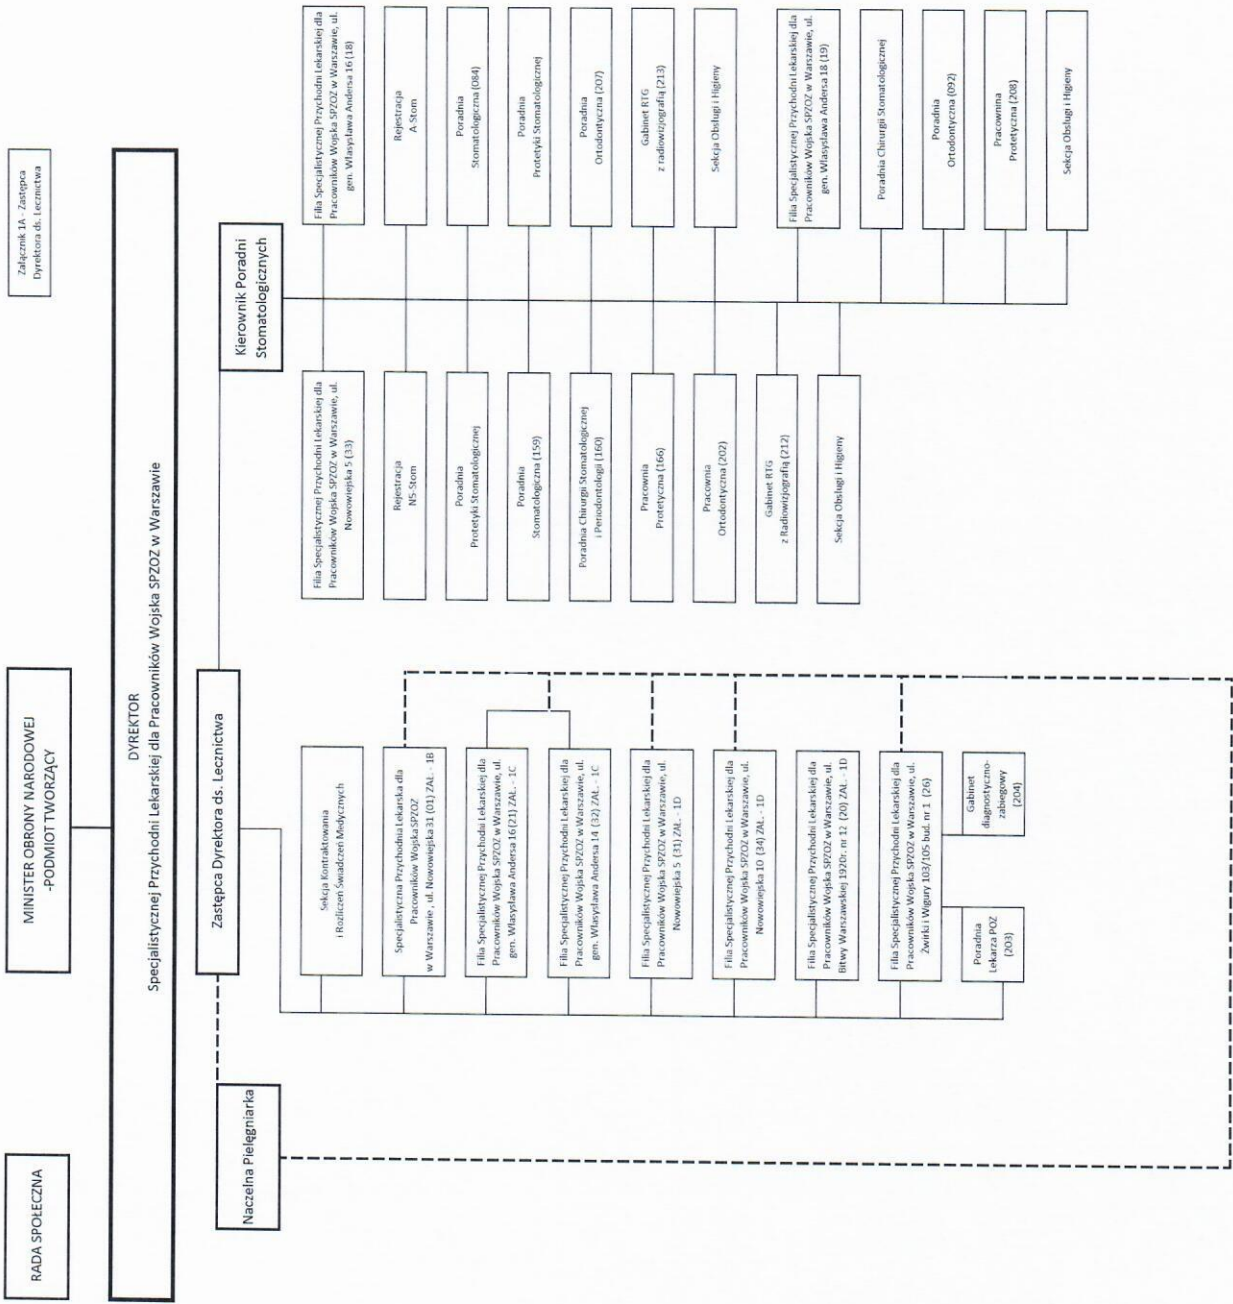 Załącznik 1A - Zastępca
Dyrektora ds. Lecznictwa
RADA SPOŁECZNA
MINISTER OBRONY NARODOWEJ
-PODMIOT TWORZĄCY
DYREKTOR
Specjalistycznej Przychodni Lekarskiej dla Pracowników Wojska SPZOZ w Warszawie
Naczelna Pielęgniarka
Zastępca Dyrektora ds. Lecznictwa
Kierownik Poradni
Stomatologicznych
Sekcja Kontraktowania
i Rozliczeń Świadczeń Medycznych
Specjalistyczna Przychodnia Lekarska dla
Pracowników Wojska SPZOZ
w Warszawie , ul. Nowowiejska 31 (01) ZAŁ. - 1B
Filia Specjalistycznej Przychodni Lekarskiej dla
Pracowników Wojska SPZOZ w Warszawie, ul.
gen. Własysława Andersa 16 (21) ZAŁ. - 1C
Filia Specjalistycznej Przychodni Lekarskiej dla
Pracowników Wojska SPZOZ w Warszawie, ul.
gen. Własysława Andersa 14 (32) ZAŁ. - 1C
Filia Specjalistycznej Przychodni Lekarskiej dla
Pracowników Wojska SPZOZ w Warszawie, ul.
Nowowiejska 5 (31) ZAŁ. - 1D
Filia Specjalistycznej Przychodni Lekarskiej dla
Pracowników Wojska SPZOZ w Warszawie, ul.
Nowowiejska 10 (34) ZAŁ. - 1D
Filia Specjalistycznej Przychodni Lekarskiej dla
Pracowników Wojska SPZOZ w Warszawie, ul.
Bitwy Warszawskiej 1920r. nr 12 (20) ZAŁ. - 1D
Filia Specjalistycznej Przychodni Lekarskiej dla
Pracowników Wojska SPZOZ w Warszawie, ul.
Żwirki i Wigury 103/105 bud. nr 1 (26)
Poradnia
Lekarza POZ
(203)
Gabinet
diagnostyczno-
zabiegowy
(204)
Filia Specjalistycznej Przychodni Lekarskiej dla
Pracowników Wojska SPZOZ w Warszawie, ul.
Nowowiejska 5 (33)
Rejestracja
N5-Stom
Poradnia
Protetyki Stomatologicznej
Poradnia
Stomatologiczna (159)
Poradnia Chirurgii Stomatologicznej
i Periodontologii (160)
Pracownia
Protetyczna (166)
Pracownia
Ortodontyczna (202)
Gabinet RTG
z Radiowizjografią (212)
Sekcja Obsługi i Higieny
Filia Specjalistycznej Przychodni Lekarskiej dla
Pracowników Wojska SPZOZ w Warszawie, ul.
gen. Własysława Andersa 16 (18)
Rejestracja
A-Stom
Poradnia
Stomatologiczna (084)
Poradnia
Protetyki Stomatologicznej
Poradnia
Ortodontyczna (207)
Gabinet RTG
z radiowizjografią (213)
Sekcja Obsługi i Higieny
Filia Specjalistycznej Przychodni Lekarskiej dla
Pracowników Wojska SPZOZ w Warszawie, ul.
gen. Własysława Andersa 18 (19)
Poradnia Chirurgii Stomatologicznej
Poradnia
Ortodontyczna (092)
Pracownina
Protetyczna (208)
Sekcja Obsługi i Higieny